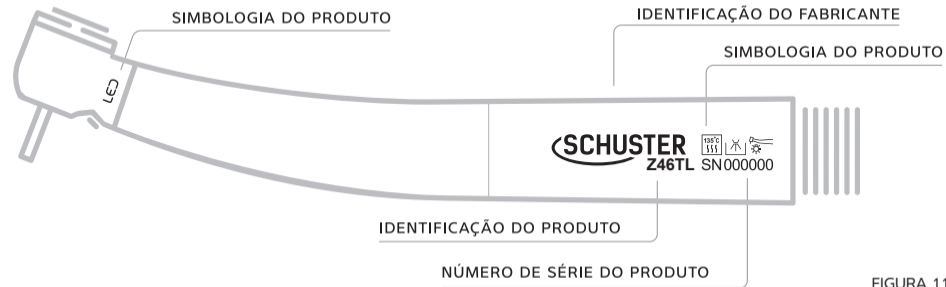 SIMBOLOGIA DO PRODUTO
IDENTIFICAÇÃO DO FABRICANTE
SIMBOLOGIA DO PRODUTO
LED
SCHUSTER
135°C
Z46TL SN000000
IDENTIFICAÇÃO DO PRODUTO
NÚMERO DE SÉRIE DO PRODUTO
FIGURA 11